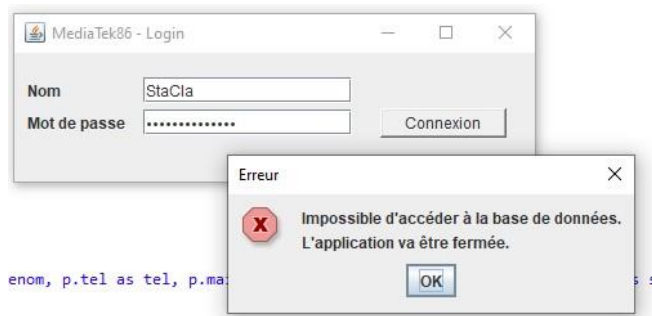 MediaTek86 - Login
Nom
StaCla
Mot de passe
Connexion
Erreur
Impossible d'accéder à la base de données.
L'application va être fermée.
OK
enom, p.tel as tel, p.ma